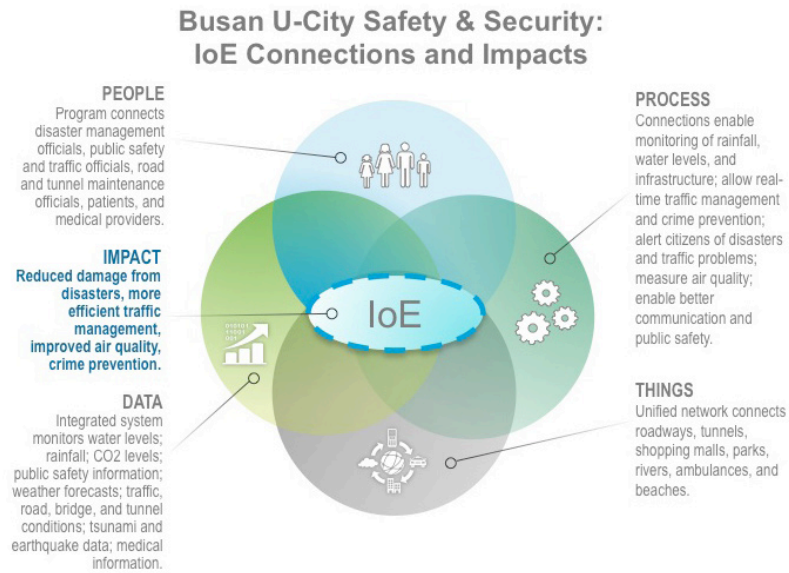 Busan U-City Safety & Security:
IoE Connections and Impacts
PEOPLE
Program connects
disaster management
officials, public safety
and traffic officials, road
and tunnel maintenance
officials, patients, and
medical providers.
IMPACT
Reduced damage from
disasters, more
efficient traffic
management,
improved air quality,
crime prevention.
DATA
Integrated system
monitors water levels;
rainfall; CO2 levels;
public safety information;
weather forecasts; traffic,
road, bridge, and tunnel
conditions; tsunami and
earthquake data; medical
information.
IoE
PROCESS
Connections enable
monitoring of rainfall,
water levels, and
infrastructure; allow real-
time traffic management
and crime prevention;
alert citizens of disasters
and traffic problems;
measure air quality;
enable better
communication and
public safety.
THINGS
Unified network connects
roadways, tunnels,
shopping malls, parks,
rivers, ambulances, and
beaches.